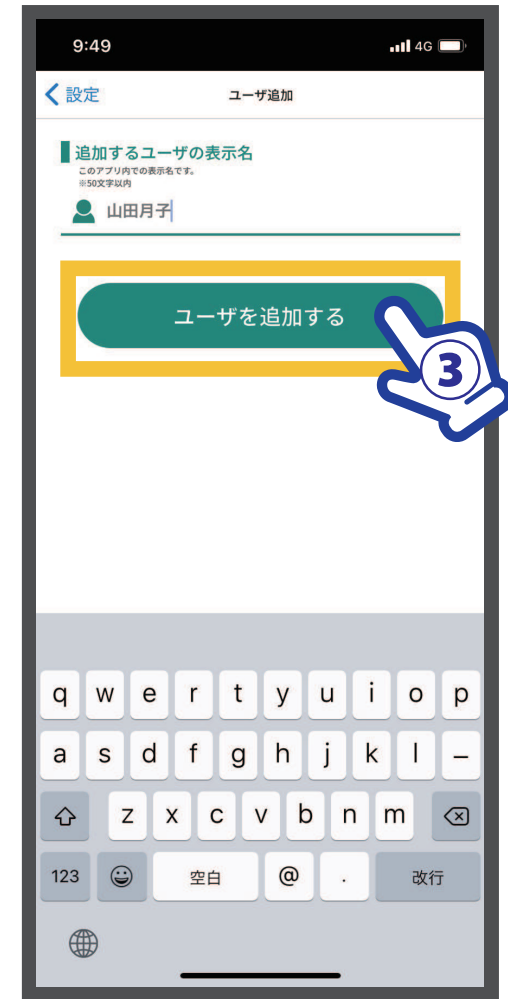 9:49 4G
設定 ユーザ追加
追加するユーザの表示名
このアプリ内での表示名です。
※50文字以内
山田月子
ユーザを追加する
3
q w e r t y u i o p
a s d f g h j k l –
z x c v b n m
123 空白 @ . 改行